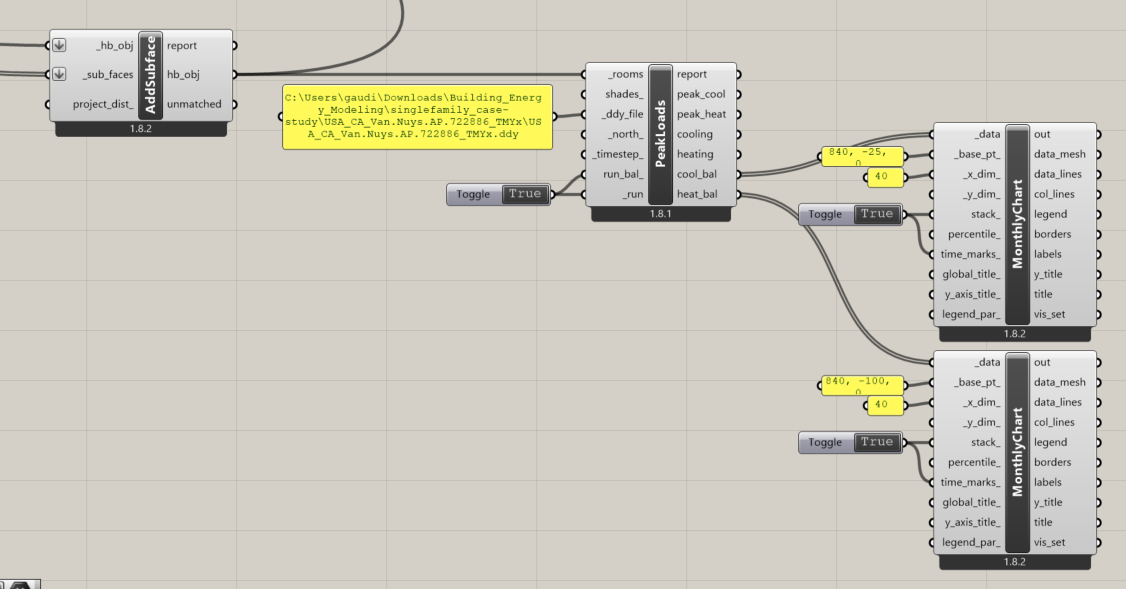 _hb_obj
_sub_faces
project_dist_
AddSubface
report
hb_obj
unmatched
1.8.2
C:\Users\gaudi\Downloads\Building_Energ
y_Modeling\singlefamily_case-
study\USA_CA_Van.Nuys.AP.722886_TMYx\US
A_CA_Van.Nuys.AP.722886_TMYx.ddy
Toggle True
_rooms
shades_
_ddy_file
_north_
_timestep_
run_bal_
_run
PeakLoads
report
peak_cool
peak_heat
cooling
heating
cool_bal
heat_bal
1.8.1
840, -25,
0
40
Toggle True
_data
_base_pt_
_x_dim_
_y_dim_
stack_
percentile_
time_marks_
global_title_
y_axis_title_
legend_par_
MonthlyChart
out
data_mesh
data_lines
col_lines
legend
borders
labels
y_title
title
vis_set
1.8.2
840, -100,
0
40
Toggle True
_data
_base_pt_
_x_dim_
_y_dim_
stack_
percentile_
time_marks_
global_title_
y_axis_title_
legend_par_
MonthlyChart
out
data_mesh
data_lines
col_lines
legend
borders
labels
y_title
title
vis_set
1.8.2